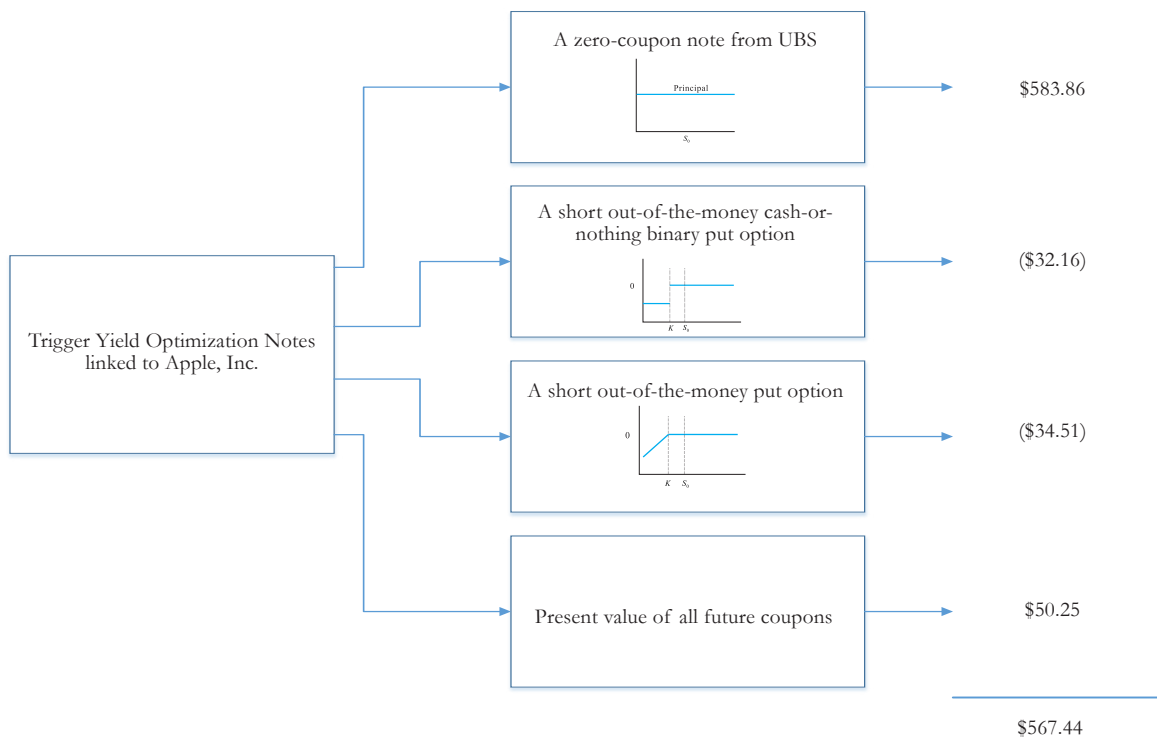 A zero-coupon note from UBS
Principal
S0
$583.86
A short out-of-the-money cash-or-
nothing binary put option
0
K S0
($32.16)
Trigger Yield Optimization Notes
linked to Apple, Inc.
A short out-of-the-money put option
0
K S0
($34.51)
Present value of all future coupons
$50.25
$567.44